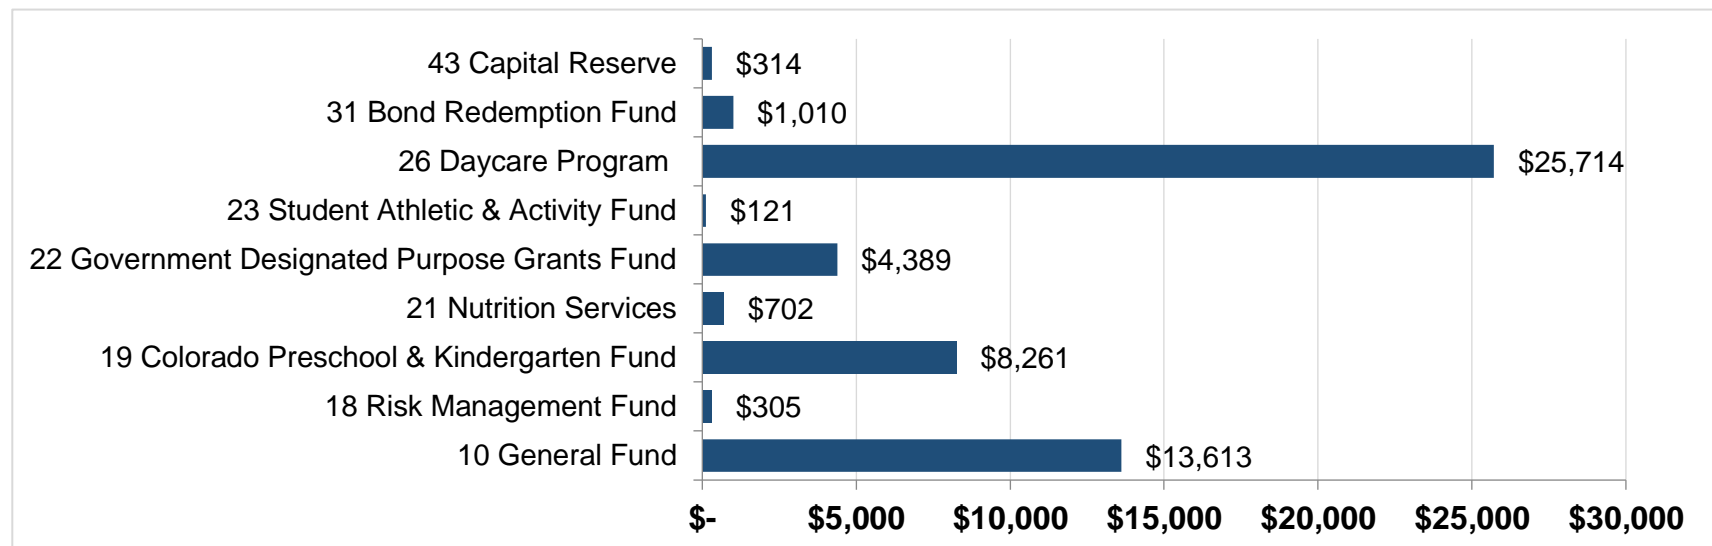 43 Capital Reserve $314
31 Bond Redemption Fund $1,010
26 Daycare Program $25,714
23 Student Athletic & Activity Fund $121
22 Government Designated Purpose Grants Fund $4,389
21 Nutrition Services $702
19 Colorado Preschool & Kindergarten Fund $8,261
18 Risk Management Fund $305
10 General Fund $13,613
$- $5,000 $10,000 $15,000 $20,000 $25,000 $30,000